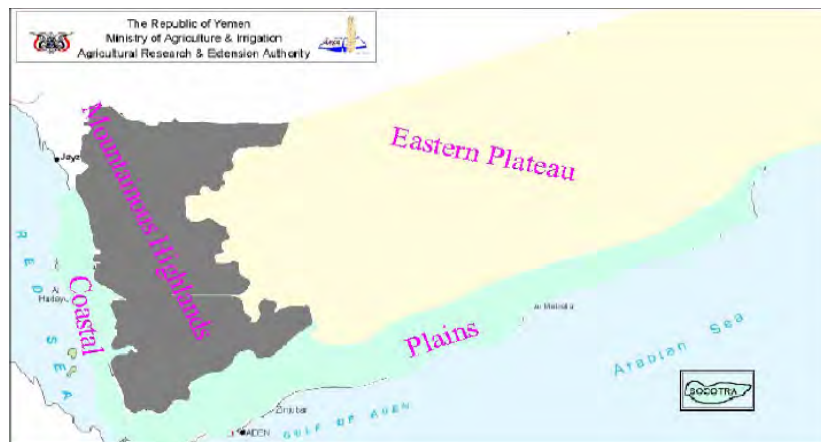 The Republic of Yemen
Ministry of Agriculture & Irrigation
Agricultural Research & Extension Authority
Mountainous Highlands
Eastern Plateau
RED SEA
Coastal
Plains
Arabian Sea
SOCOTRA
ADEN
GULF OF ADEN